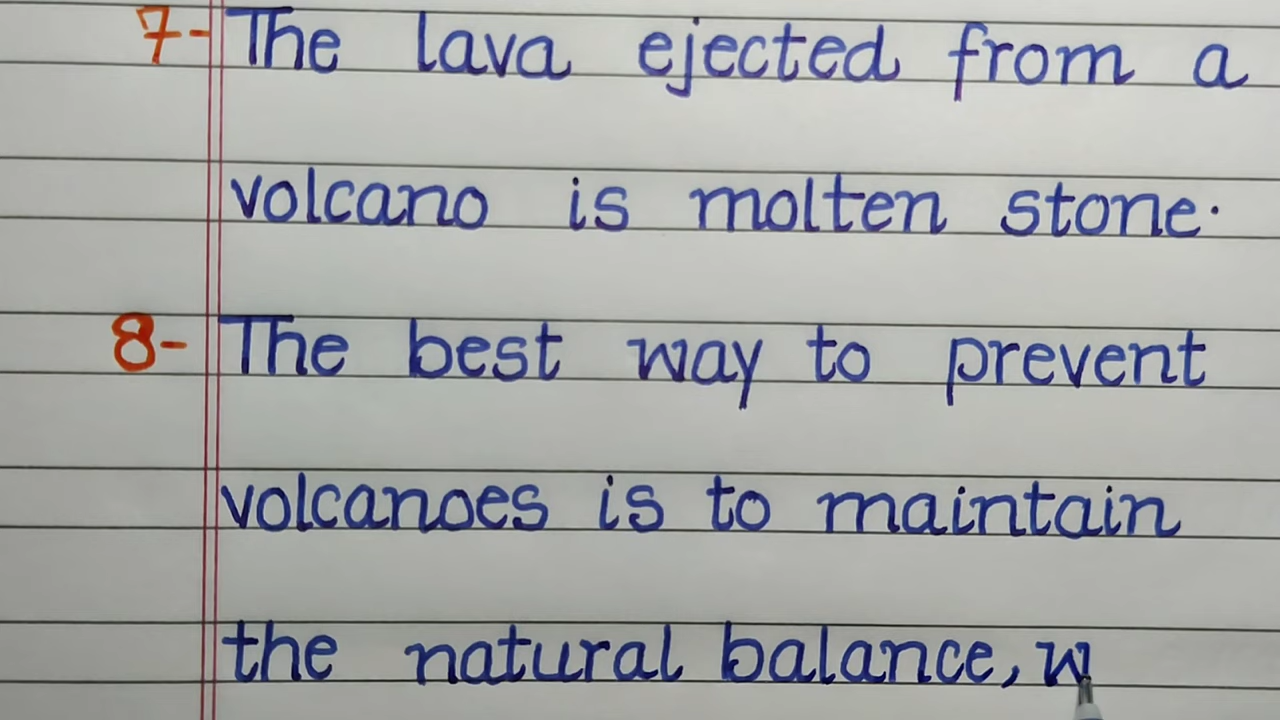 7- The lava ejected from a
volcano is molten stone.
8- The best way to prevent
volcanoes is to maintain
the natural balance, w